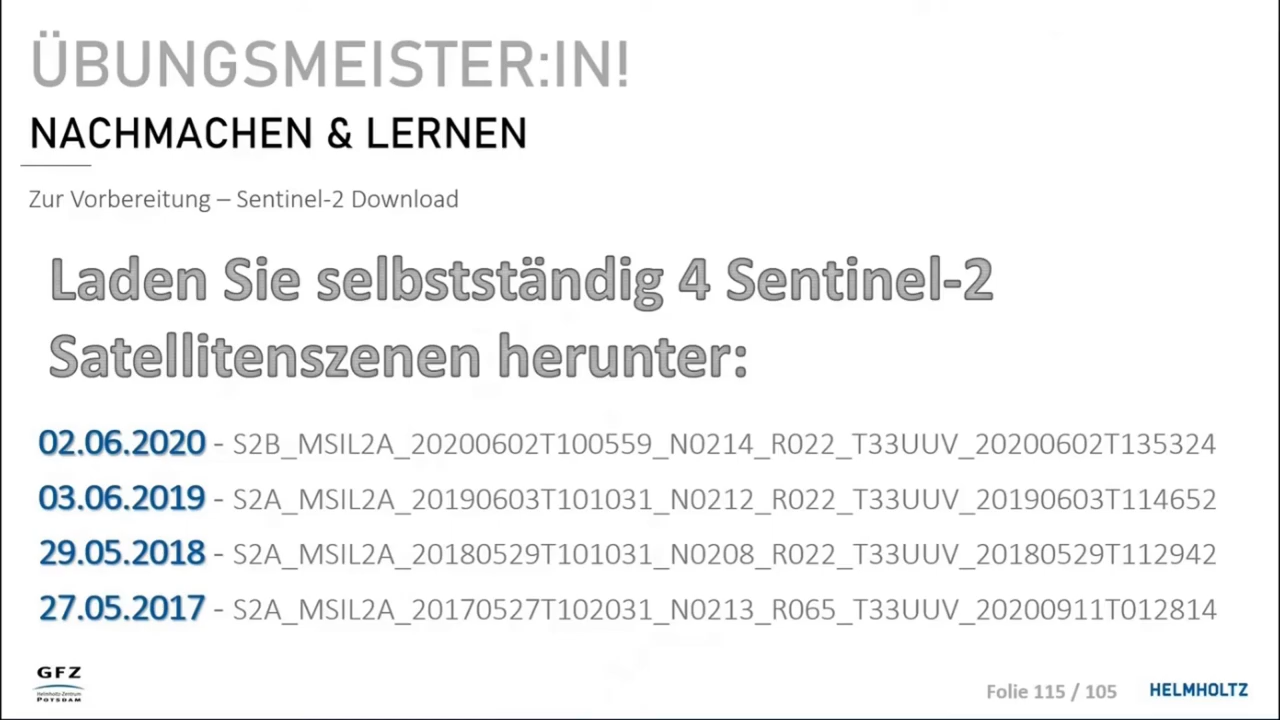 ÜBUNGSMEISTER:IN!
NACHMACHEN & LERNEN
Zur Vorbereitung – Sentinel-2 Download
Laden Sie selbstständig 4 Sentinel-2
Satellitenszenen herunter:
02.06.2020 - S2B_MSIL2A_20200602T100559_N0214_R022_T33UUV_20200602T135324
03.06.2019 - S2A_MSIL2A_20190603T101031_N0212_R022_T33UUV_20190603T114652
29.05.2018 - S2A_MSIL2A_20180529T101031_N0208_R022_T33UUV_20180529T112942
27.05.2017 - S2A_MSIL2A_20170527T102031_N0213_R065_T33UUV_20200911T012814
GFZ
Helmholtz-Zentrum
POTSDAM
Folie 115 / 105
HELMHOLTZ